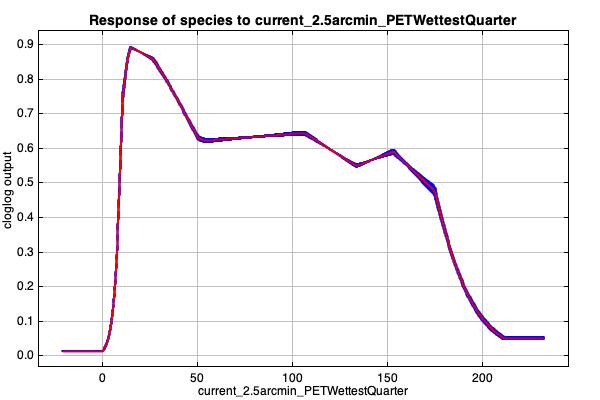 Response of species to current_2.5arcmin_PETWettestQuarter
cloglog output
0.9
0.8
0.7
0.6
0.5
0.4
0.3
0.2
0.1
0.0
0 50 100 150 200
current_2.5arcmin_PETWettestQuarter